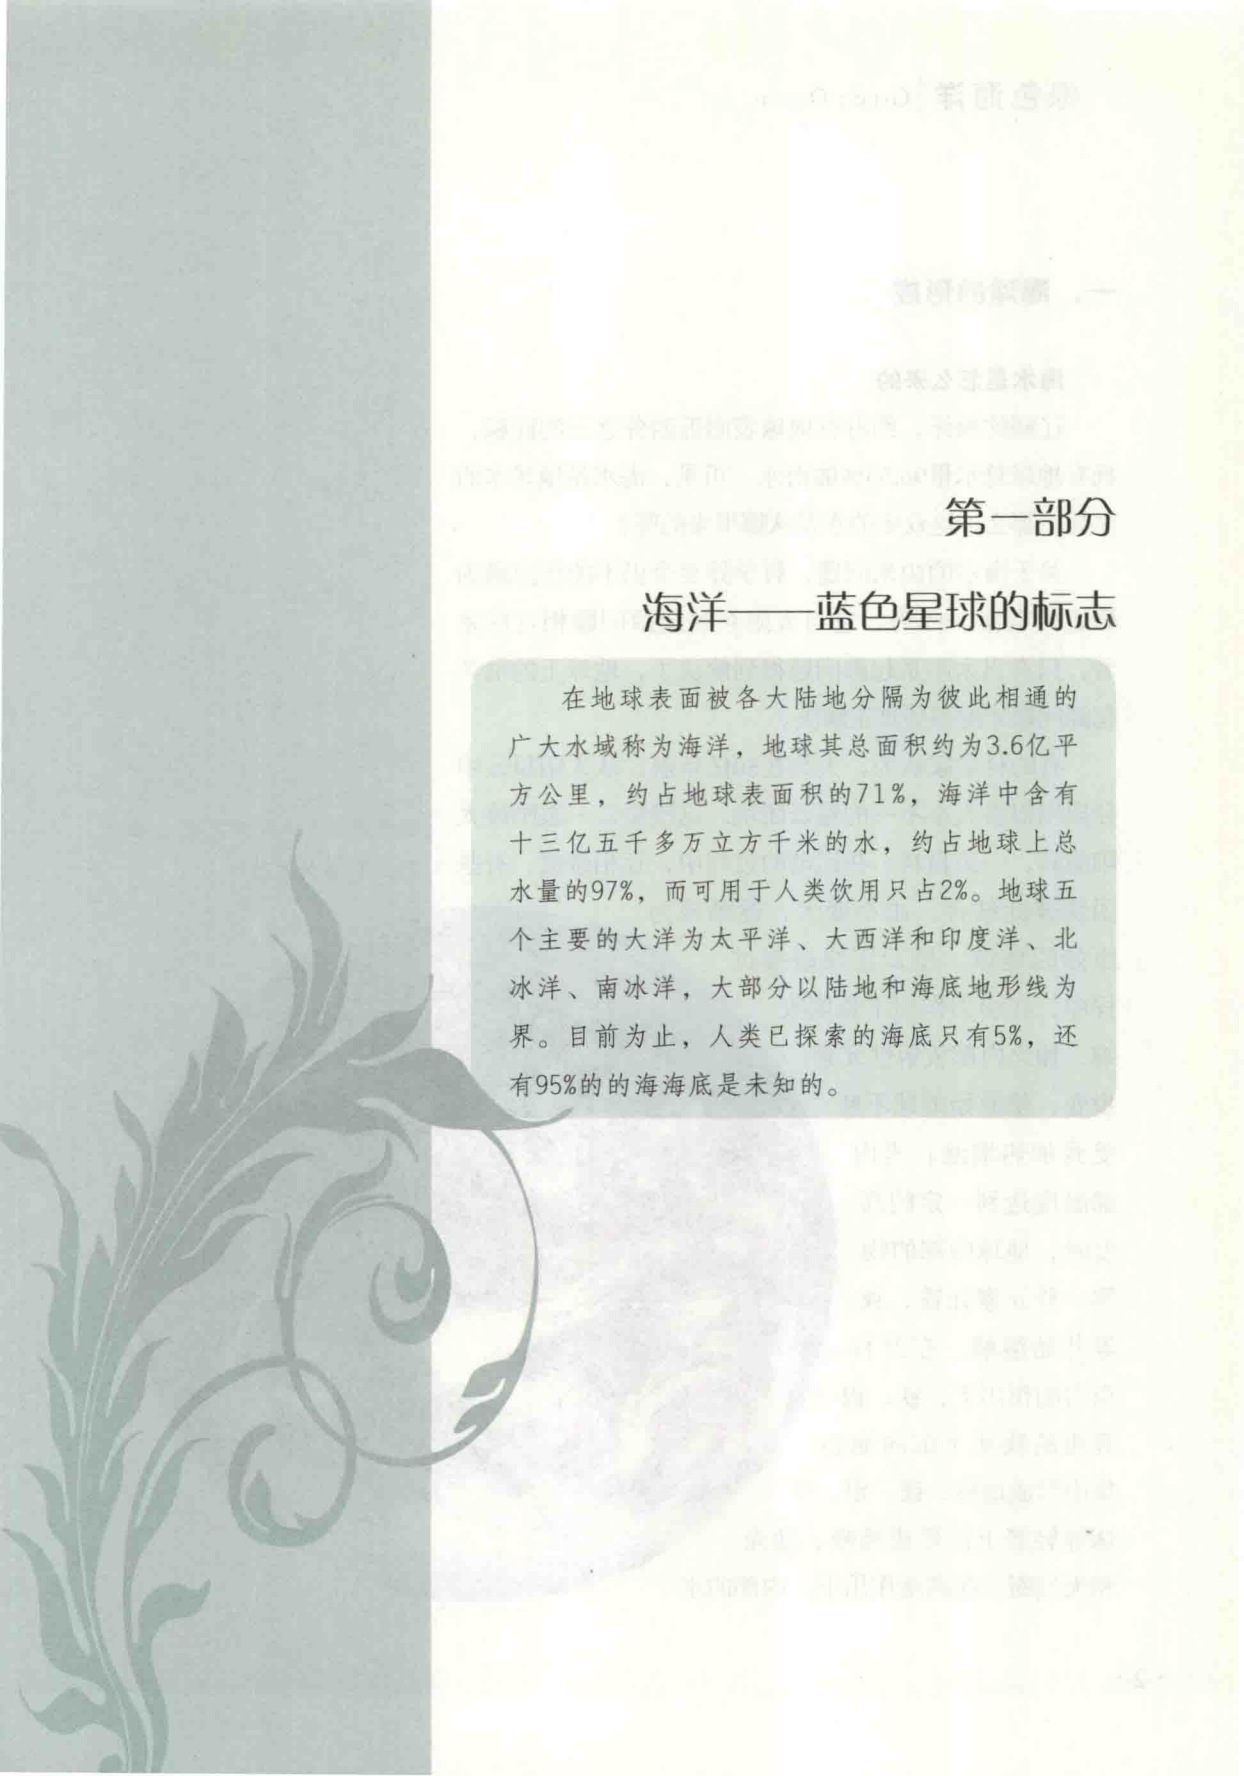 第一部分
海洋——蓝色星球的标志
在地球表面被各大陆地分隔为彼此相通的
广大水域称为海洋，地球其总面积约为3.6亿平
方公里，约占地球表面积的71%，海洋中含有
十三亿五千多万立方千米的水，约占地球上总
水量的97%，而可用于人类饮用只占2%。地球五
个主要的大洋为太平洋、大西洋和印度洋、北
冰洋、南冰洋，大部分以陆地和海底地形线为
界。目前为止，人类已探索的海底只有5%，还
有95%的的海海底是未知的。